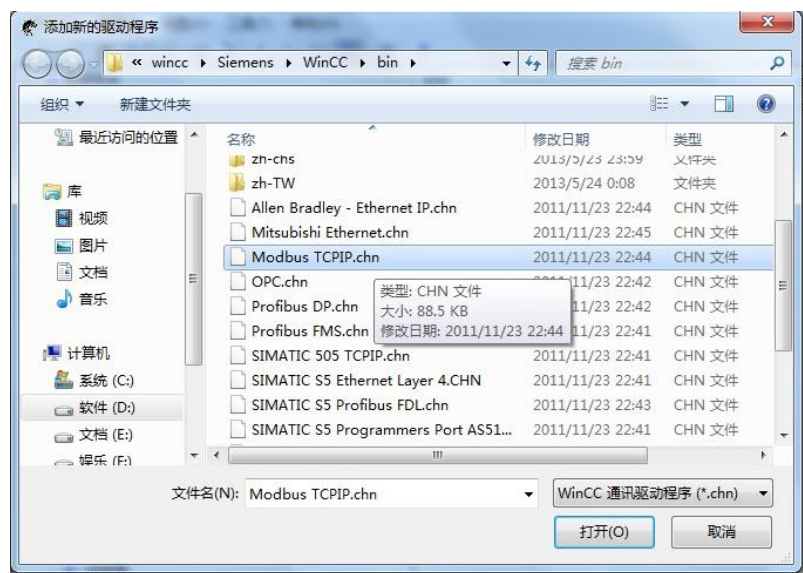 添加新的驱动程序
« wincc ▸ Siemens ▸ WinCC ▸ bin ▸
搜索 bin
组织 ▼ 新建文件夹
最近访问的位置
库
视频
图片
文档
音乐
计算机
系统 (C:)
软件 (D:)
文档 (E:)
娱乐 (F:)
名称 修改日期 类型
zh-chs 2013/5/23 23:59 文件夹
zh-TW 2013/5/24 0:08 文件夹
Allen Bradley - Ethernet IP.chn 2011/11/23 22:44 CHN 文件
Mitsubishi Ethernet.chn 2011/11/23 22:45 CHN 文件
Modbus TCPIP.chn 2011/11/23 22:44 CHN 文件
OPC.chn 22:42 CHN 文件
Profibus DP.chn 22:42 CHN 文件
Profibus FMS.chn 22:41 CHN 文件
SIMATIC 505 TCPIP.chn 2011/11/23 22:41 CHN 文件
SIMATIC S5 Ethernet Layer 4.CHN 2011/11/23 22:41 CHN 文件
SIMATIC S5 Profibus FDL.chn 2011/11/23 22:43 CHN 文件
SIMATIC S5 Programmers Port AS51... 2011/11/23 22:41 CHN 文件
类型: CHN 文件
大小: 88.5 KB
修改日期: 2011/11/23 22:44
文件名(N): Modbus TCPIP.chn
WinCC 通讯驱动程序 (*.chn)
打开(O) 取消